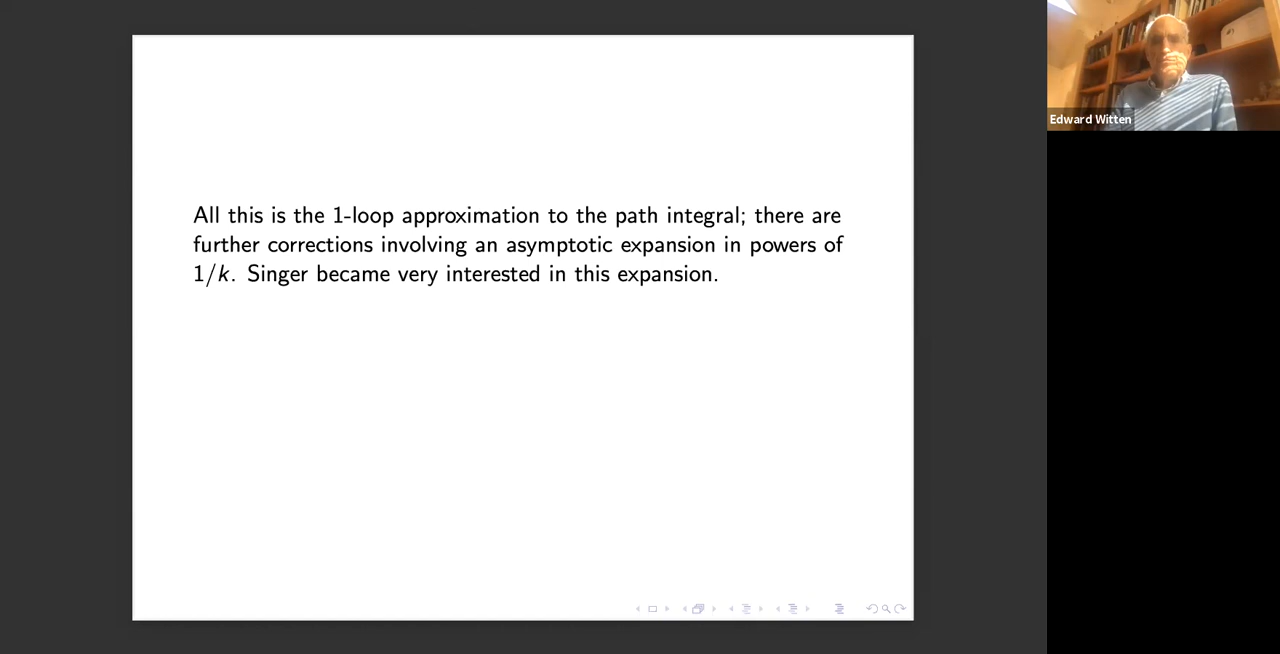 All this is the 1-loop approximation to the path integral; there are
further corrections involving an asymptotic expansion in powers of
1/k. Singer became very interested in this expansion.
Edward Witten